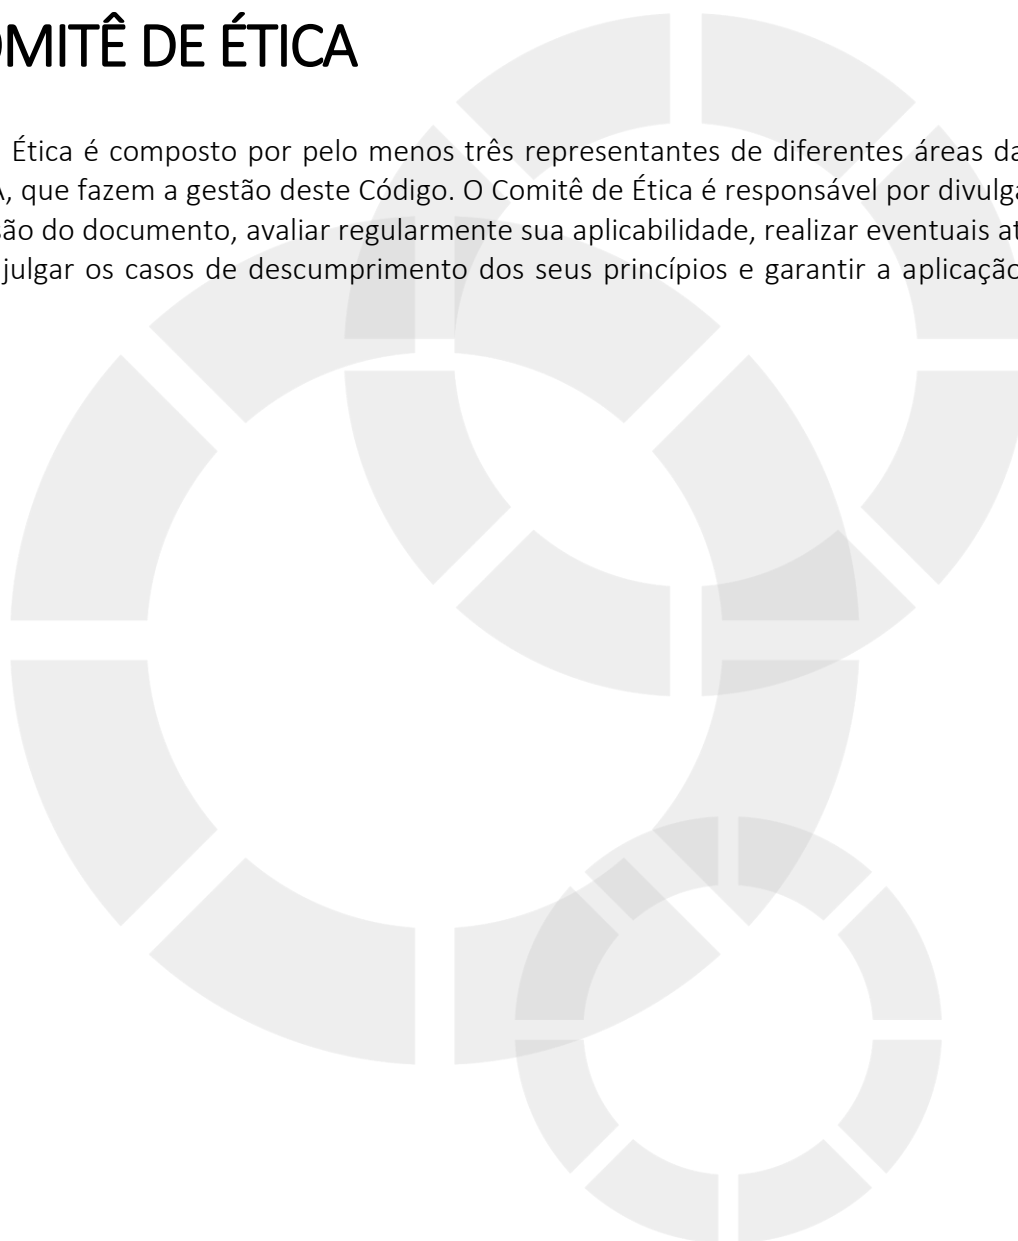 OMITÊ DE ÉTICA
Ética é composto por pelo menos três representantes de diferentes áreas da
A, que fazem a gestão deste Código. O Comitê de Ética é responsável por divulga
são do documento, avaliar regularmente sua aplicabilidade, realizar eventuais at
julgar os casos de descumprimento dos seus princípios e garantir a aplicação